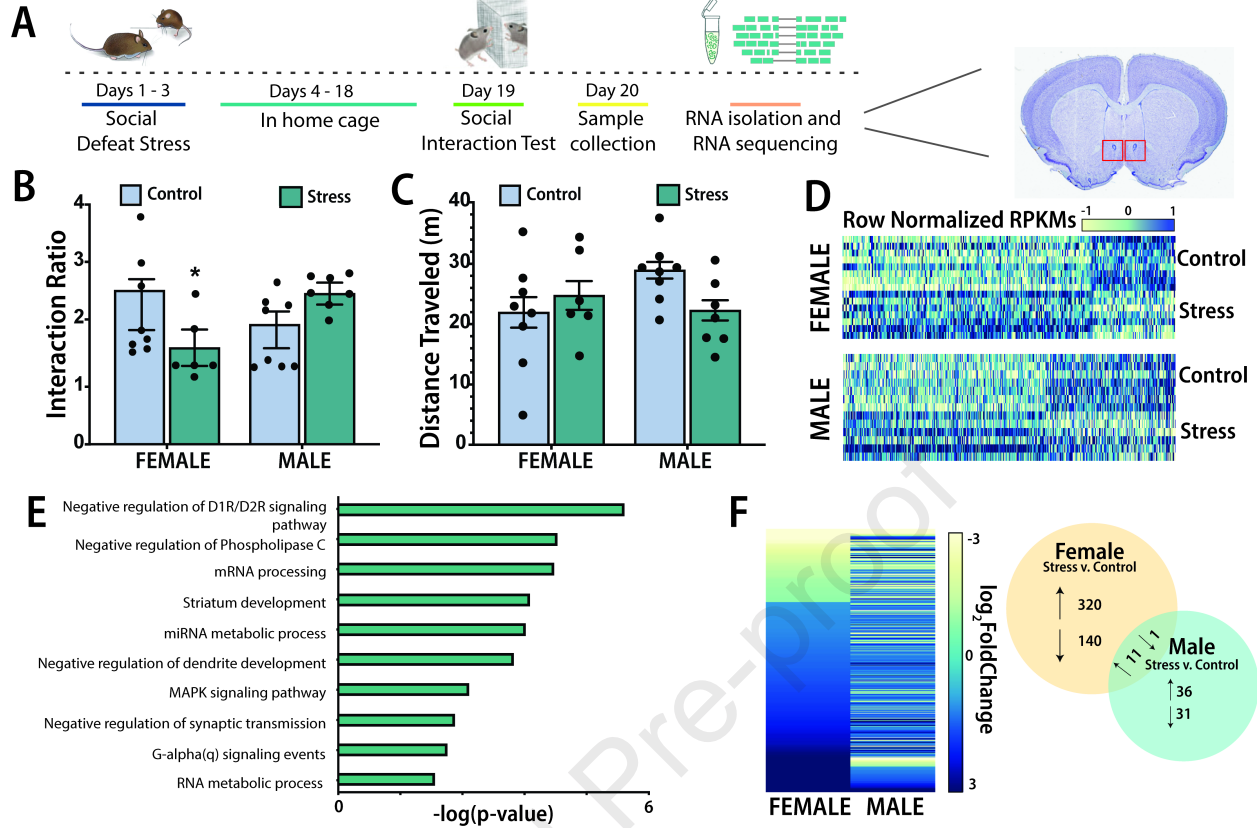 A
Days 1 - 3
Social
Defeat Stress
Days 4 - 18
In home cage
Day 19
Social
Interaction Test
Day 20
Sample
collection
RNA isolation and
RNA sequencing
B
Control
Stress
Interaction Ratio
4
3
2
1
0
*
FEMALE
MALE
C
Control
Stress
Distance Traveled (m)
40
30
20
10
0
FEMALE
MALE
D
Row Normalized RPKMs
-1
0
1
FEMALE
Control
Stress
MALE
Control
Stress
E
Negative regulation of D1R/D2R signaling
pathway
Negative regulation of Phospholipase C
mRNA processing
Striatum development
miRNA metabolic process
Negative regulation of dendrite development
MAPK signaling pathway
Negative regulation of synaptic transmission
G-alpha(q) signaling events
RNA metabolic process
0
6
-log(p-value)
F
-3
0
3
log2FoldChange
FEMALE
MALE
Female
Stress v. Control
↑ 320
↓ 140
↑ 11 ↓ 1
Male
Stress v. Control
↑ 36
↓ 31
Pre-proof